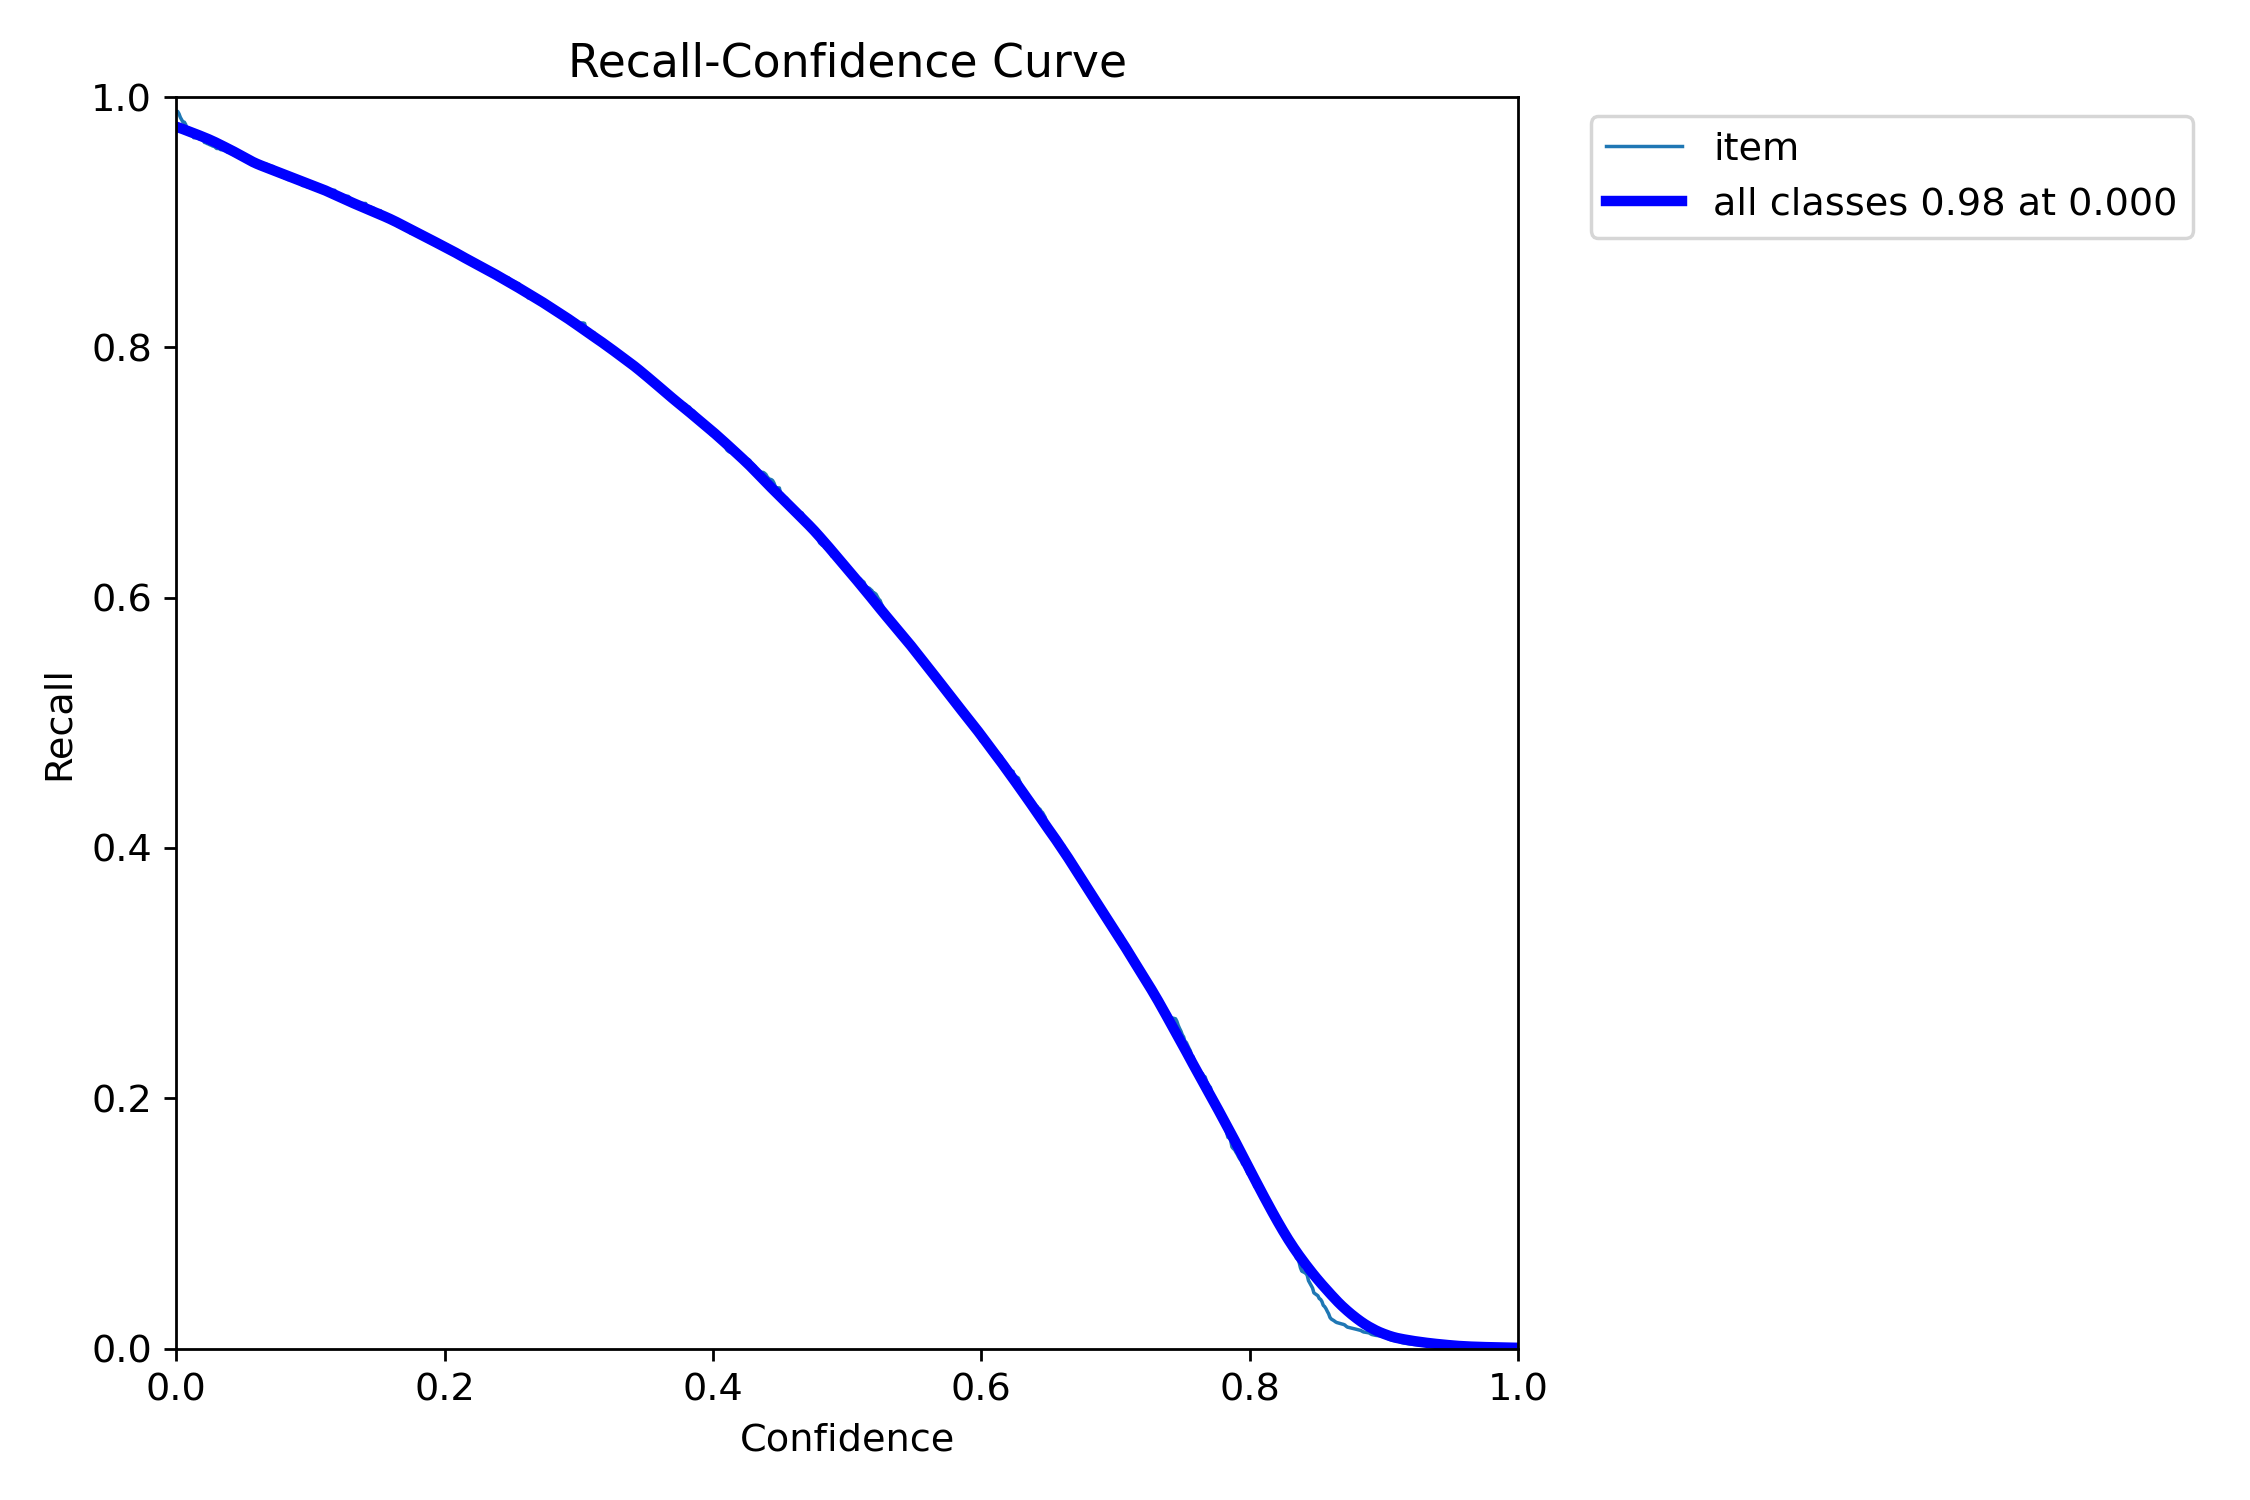 Recall-Confidence Curve
1.0
0.8
0.6
0.4
0.2
0.0
Recall
0.0 0.2 0.4 0.6 0.8 1.0
Confidence
item
all classes 0.98 at 0.000